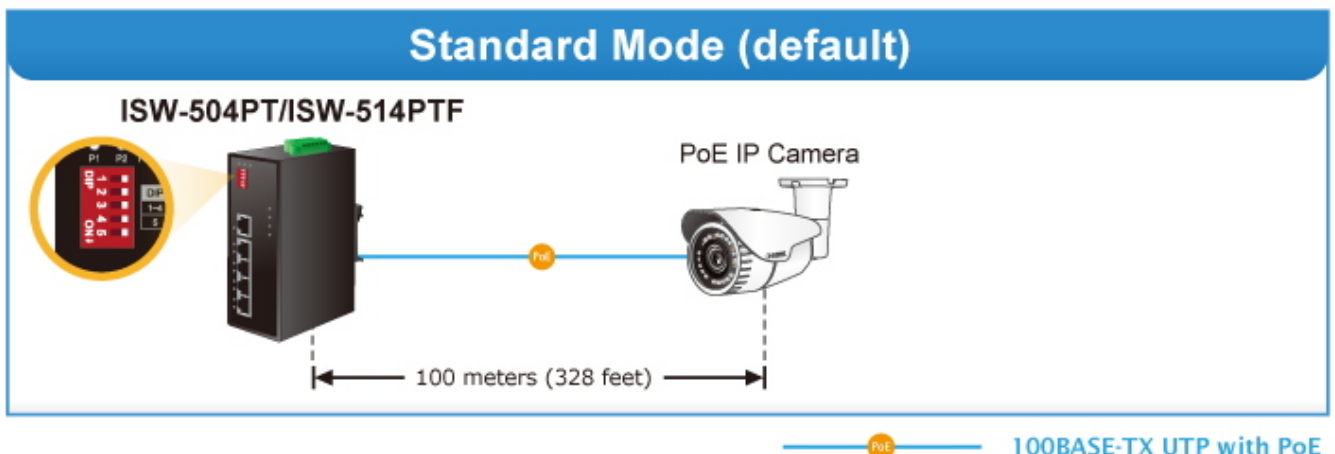 Standard Mode (default)
ISW-504PT/ISW-514PTF
P1 P2
DIP
1 2 3 4 5
ON
DIP
1-4
5
PoE IP Camera
PoE
100 meters (328 feet)
PoE
100BASE-TX UTP with PoE